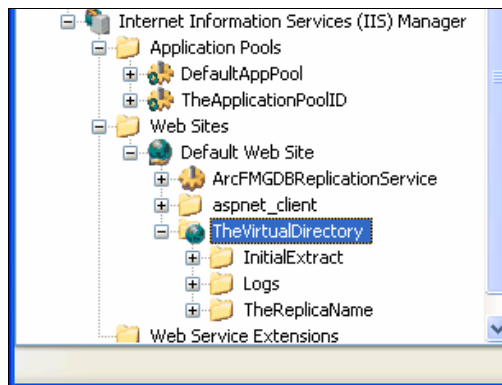 Internet Information Services (IIS) Manager
Application Pools
DefaultAppPool
TheApplicationPoolID
Web Sites
Default Web Site
ArcFMGDBReplicationService
aspnet_client
TheVirtualDirectory
InitialExtract
Logs
TheReplicaName
Web Service Extensions